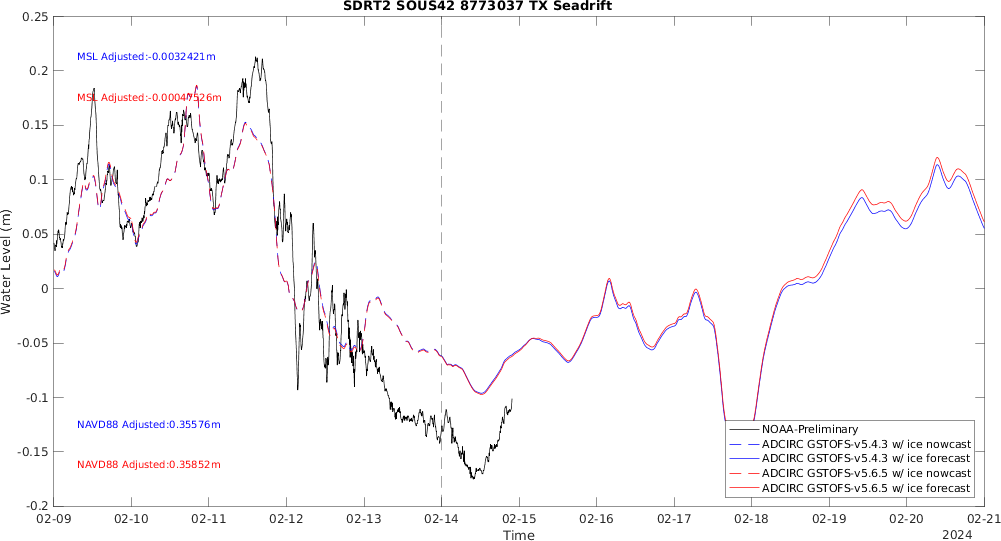 SDRT2 SOUS42 8773037 TX Seadrift
0.25
0.2
0.15
0.1
0.05
0
-0.05
-0.1
-0.15
-0.2
Water Level (m)
MSL Adjusted:-0.0032421m
MSL Adjusted:-0.00047526m
NAVD88 Adjusted:0.35576m
NAVD88 Adjusted:0.35852m
NOAA-Preliminary
ADCIRC GSTOFS-v5.4.3 w/ ice nowcast
ADCIRC GSTOFS-v5.4.3 w/ ice forecast
ADCIRC GSTOFS-v5.6.5 w/ ice nowcast
ADCIRC GSTOFS-v5.6.5 w/ ice forecast
02-09 02-10 02-11 02-12 02-13 02-14 02-15 02-16 02-17 02-18 02-19 02-20 02-21
Time
2024